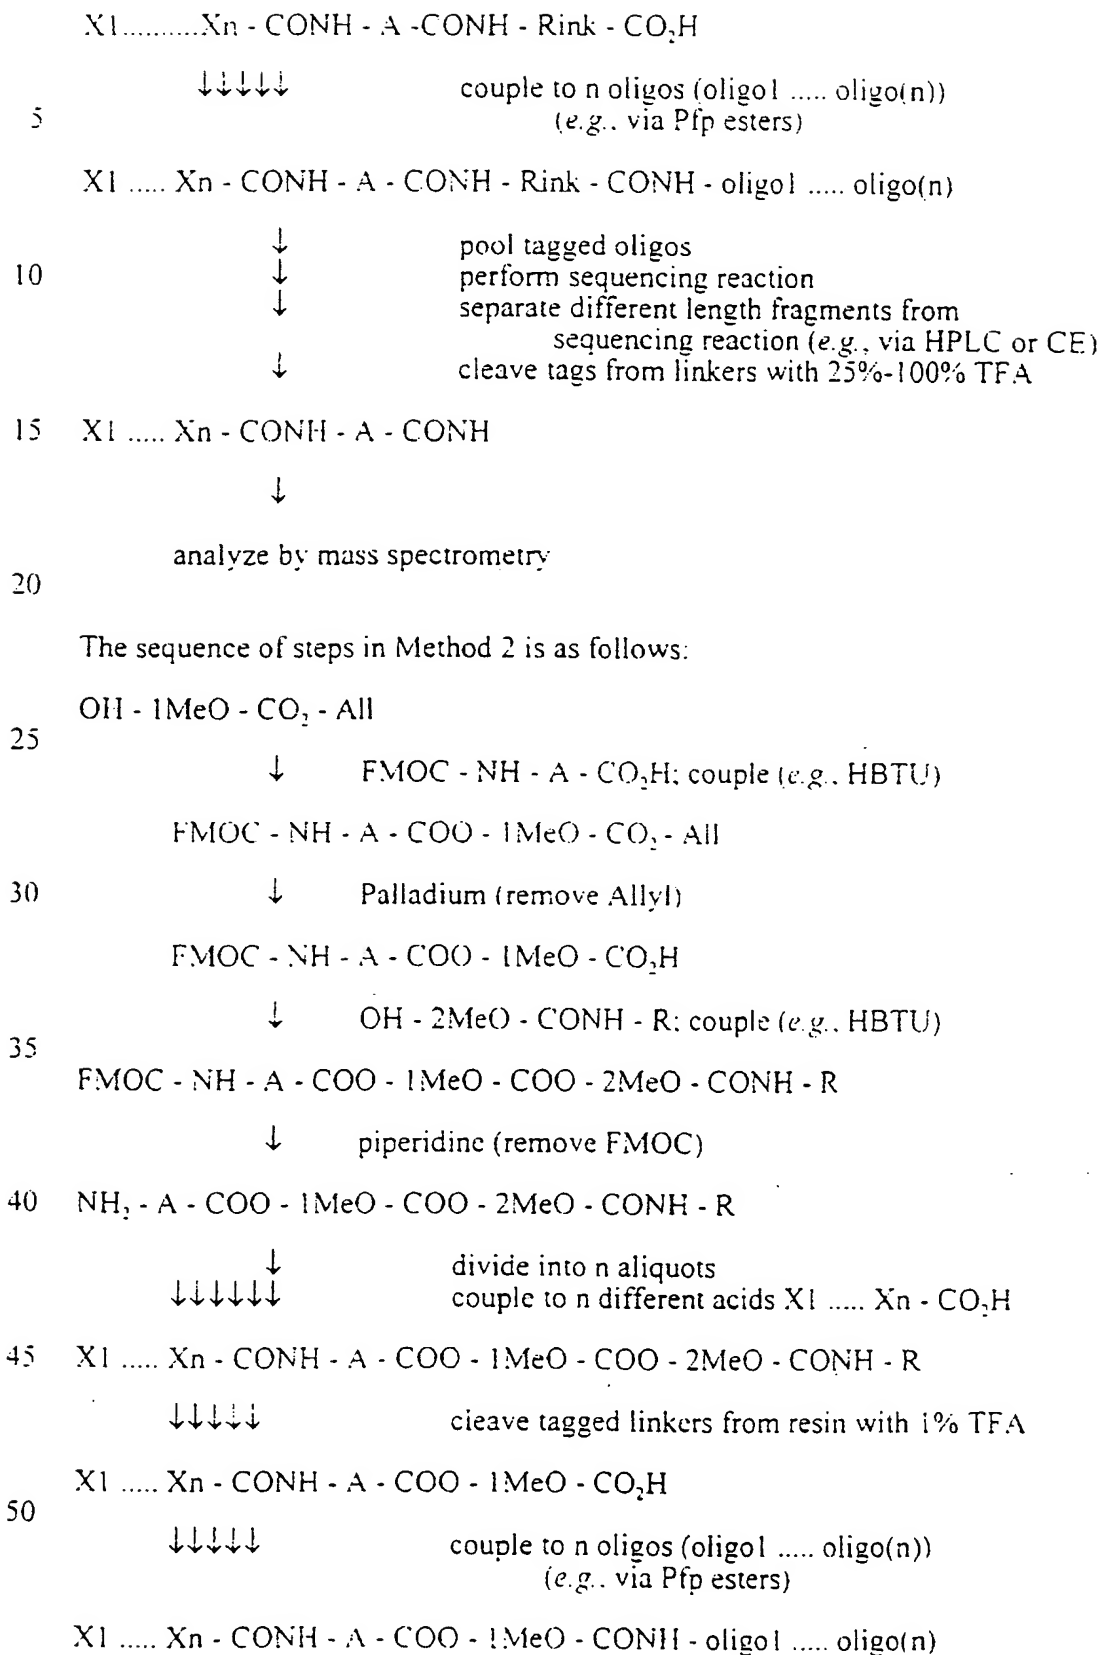 X1..........Xn - CONH - A -CONH - Rink - CO₂H
↓↓↓↓↓ couple to n oligos (oligo1 ..... oligo(n))
5 (e.g., via Pfp esters)
X1 ..... Xn - CONH - A - CONH - Rink - CONH - oligo1 ..... oligo(n)
↓ pool tagged oligos
10 ↓ perform sequencing reaction
↓ separate different length fragments from
sequencing reaction (e.g., via HPLC or CE)
↓ cleave tags from linkers with 25%-100% TFA
15 X1 ..... Xn - CONH - A - CONH
↓
analyze by mass spectrometry
20
The sequence of steps in Method 2 is as follows:
OH - 1MeO - CO₂ - All
25
↓ FMOC - NH - A - CO₂H; couple (e.g., HBTU)
FMOC - NH - A - COO - 1MeO - CO₂ - All
30 ↓ Palladium (remove Allyl)
FMOC - NH - A - COO - 1MeO - CO₂H
↓ OH - 2MeO - CONH - R; couple (e.g., HBTU)
35
FMOC - NH - A - COO - 1MeO - COO - 2MeO - CONH - R
↓ piperidine (remove FMOC)
40 NH₂ - A - COO - 1MeO - COO - 2MeO - CONH - R
↓ divide into n aliquots
↓↓↓↓↓↓ couple to n different acids X1 ..... Xn - CO₂H
45 X1 ..... Xn - CONH - A - COO - 1MeO - COO - 2MeO - CONH - R
↓↓↓↓↓ cleave tagged linkers from resin with 1% TFA
X1 ..... Xn - CONH - A - COO - 1MeO - CO₂H
50
↓↓↓↓↓ couple to n oligos (oligo1 ..... oligo(n))
(e.g., via Pfp esters)
X1 ..... Xn - CONH - A - COO - 1MeO - CONH - oligo1 ..... oligo(n)